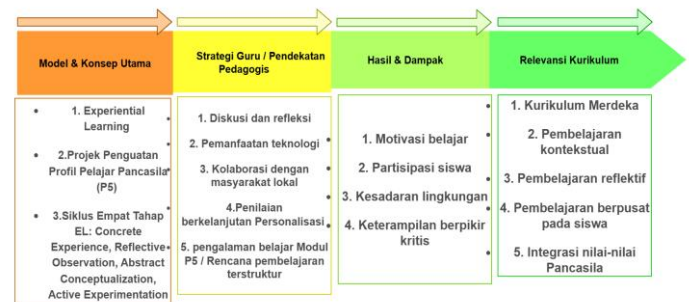 Model & Konsep Utama
Strategi Guru / Pendekatan
Pedagogis
Hasil & Dampak
Relevansi Kurikulum
• 1. Experiential
Learning
• 2.Projek Penguatan
Profil Pelajar Pancasila
(P5)
• 3.Siklus Empat Tahap
EL: Concrete
Experience, Reflective
Observation, Abstract
Conceptualization,
Active Experimentation
• 1. Diskusi dan refleksi
• 2. Pemanfaatan teknologi
3. Kolaborasi dengan
masyarakat lokal
4.Penilaian
berkelanjutan Personalisasi
• 5. pengalaman belajar Modul
P5 / Rencana pembelajaran
terstruktur
• 1. Motivasi belajar
2. Partisipasi siswa
• 3. Kesadaran lingkungan
• 4. Keterampilan berpikir
kritis
• 1. Kurikulum Merdeka
• 2. Pembelajaran
kontekstual
• 3. Pembelajaran reflektif
• 4. Pembelajaran berpusat
pada siswa
• 5. Integrasi nilai-nilai
Pancasila